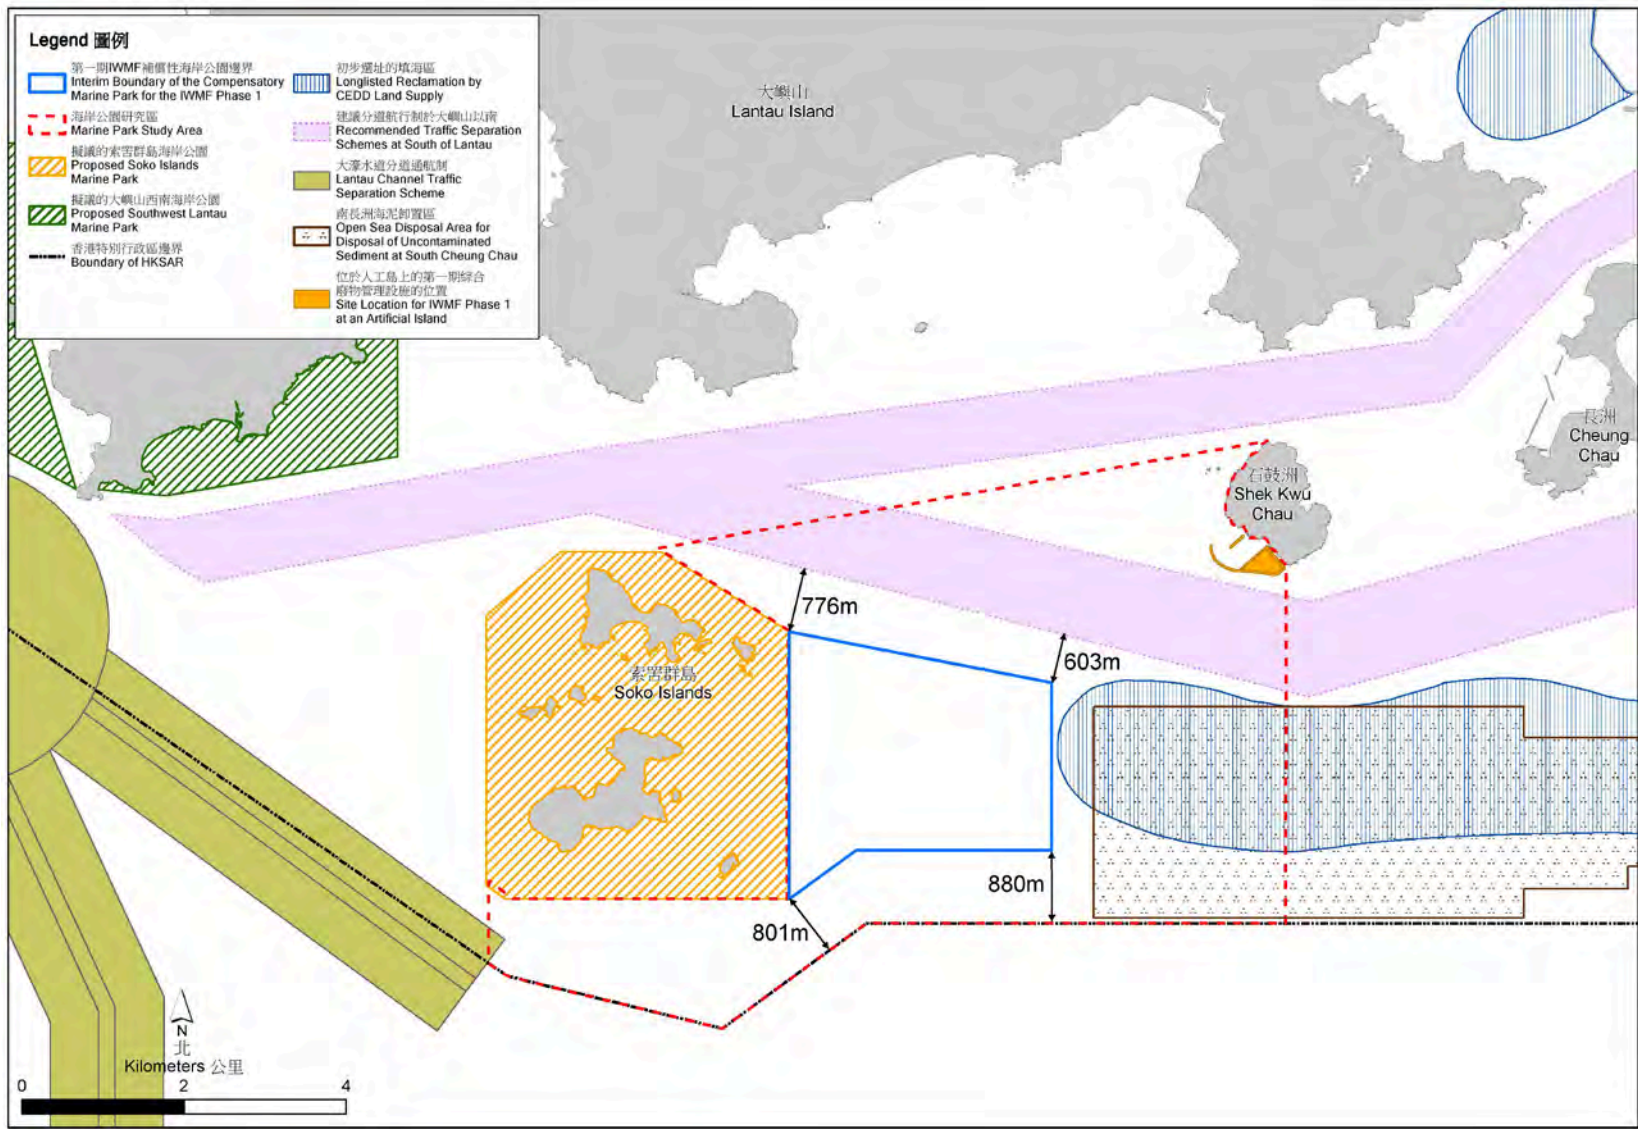 Legend 圖例
第一期IWMF補償性海岸公園邊界
Interim Boundary of the Compensatory
Marine Park for the IWMF Phase 1
海岸公園研究區
Marine Park Study Area
擬議的索罟群島海岸公園
Proposed Soko Islands
Marine Park
擬議的大嶼山西南海岸公園
Proposed Southwest Lantau
Marine Park
香港特別行政區邊界
Boundary of HKSAR
初步選址的填海區
Longlisted Reclamation by
CEDD Land Supply
建議分道航行制於大嶼山以南
Recommended Traffic Separation
Schemes at South of Lantau
大濠水道分道通航制
Lantau Channel Traffic
Separation Scheme
南長洲海泥卸置區
Open Sea Disposal Area for
Disposal of Uncontaminated
Sediment at South Cheung Chau
位於人工島上的第一期綜合
廢物管理設施的位置
Site Location for IWMF Phase 1
at an Artificial Island
大嶼山
Lantau Island
長洲
Cheung
Chau
石鼓洲
Shek Kwu
Chau
776m
603m
索罟群島
Soko Islands
880m
801m
N
北
Kilometers 公里
0 2 4